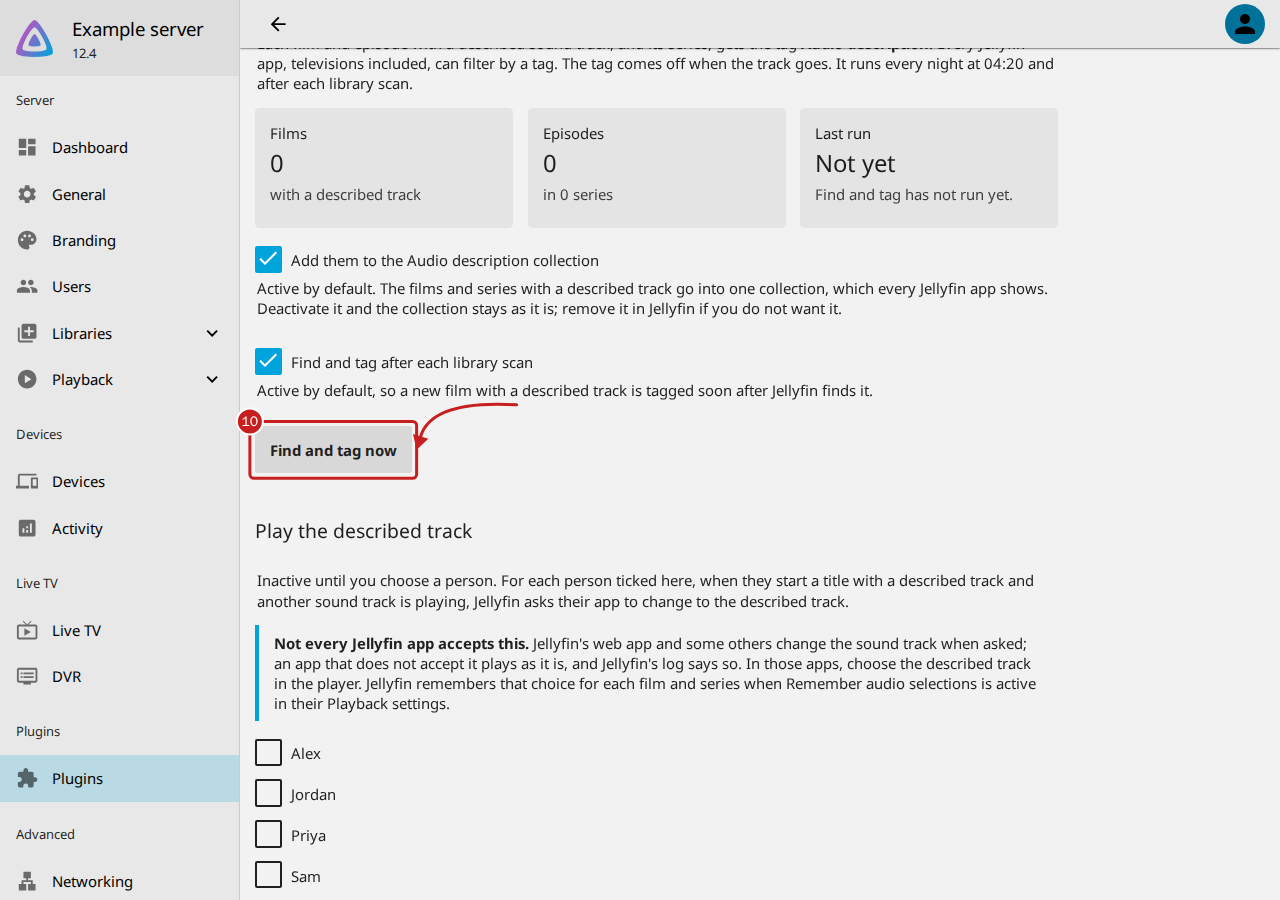 Example server
12.4
Server
Dashboard
General
Branding
Users
Libraries
Playback
Devices
Devices
Activity
Live TV
Live TV
DVR
Plugins
Plugins
Advanced
Networking
app, televisions included, can filter by a tag. The tag comes off when the track goes. It runs every night at 04:20 and
after each library scan.
Films
0
with a described track
Episodes
0
in 0 series
Last run
Not yet
Find and tag has not run yet.
Add them to the Audio description collection
Active by default. The films and series with a described track go into one collection, which every Jellyfin app shows.
Deactivate it and the collection stays as it is; remove it in Jellyfin if you do not want it.
Find and tag after each library scan
Active by default, so a new film with a described track is tagged soon after Jellyfin finds it.
10
Find and tag now
Play the described track
Inactive until you choose a person. For each person ticked here, when they start a title with a described track and
another sound track is playing, Jellyfin asks their app to change to the described track.
Not every Jellyfin app accepts this. Jellyfin's web app and some others change the sound track when asked;
an app that does not accept it plays as it is, and Jellyfin's log says so. In those apps, choose the described track
in the player. Jellyfin remembers that choice for each film and series when Remember audio selections is active
in their Playback settings.
Alex
Jordan
Priya
Sam